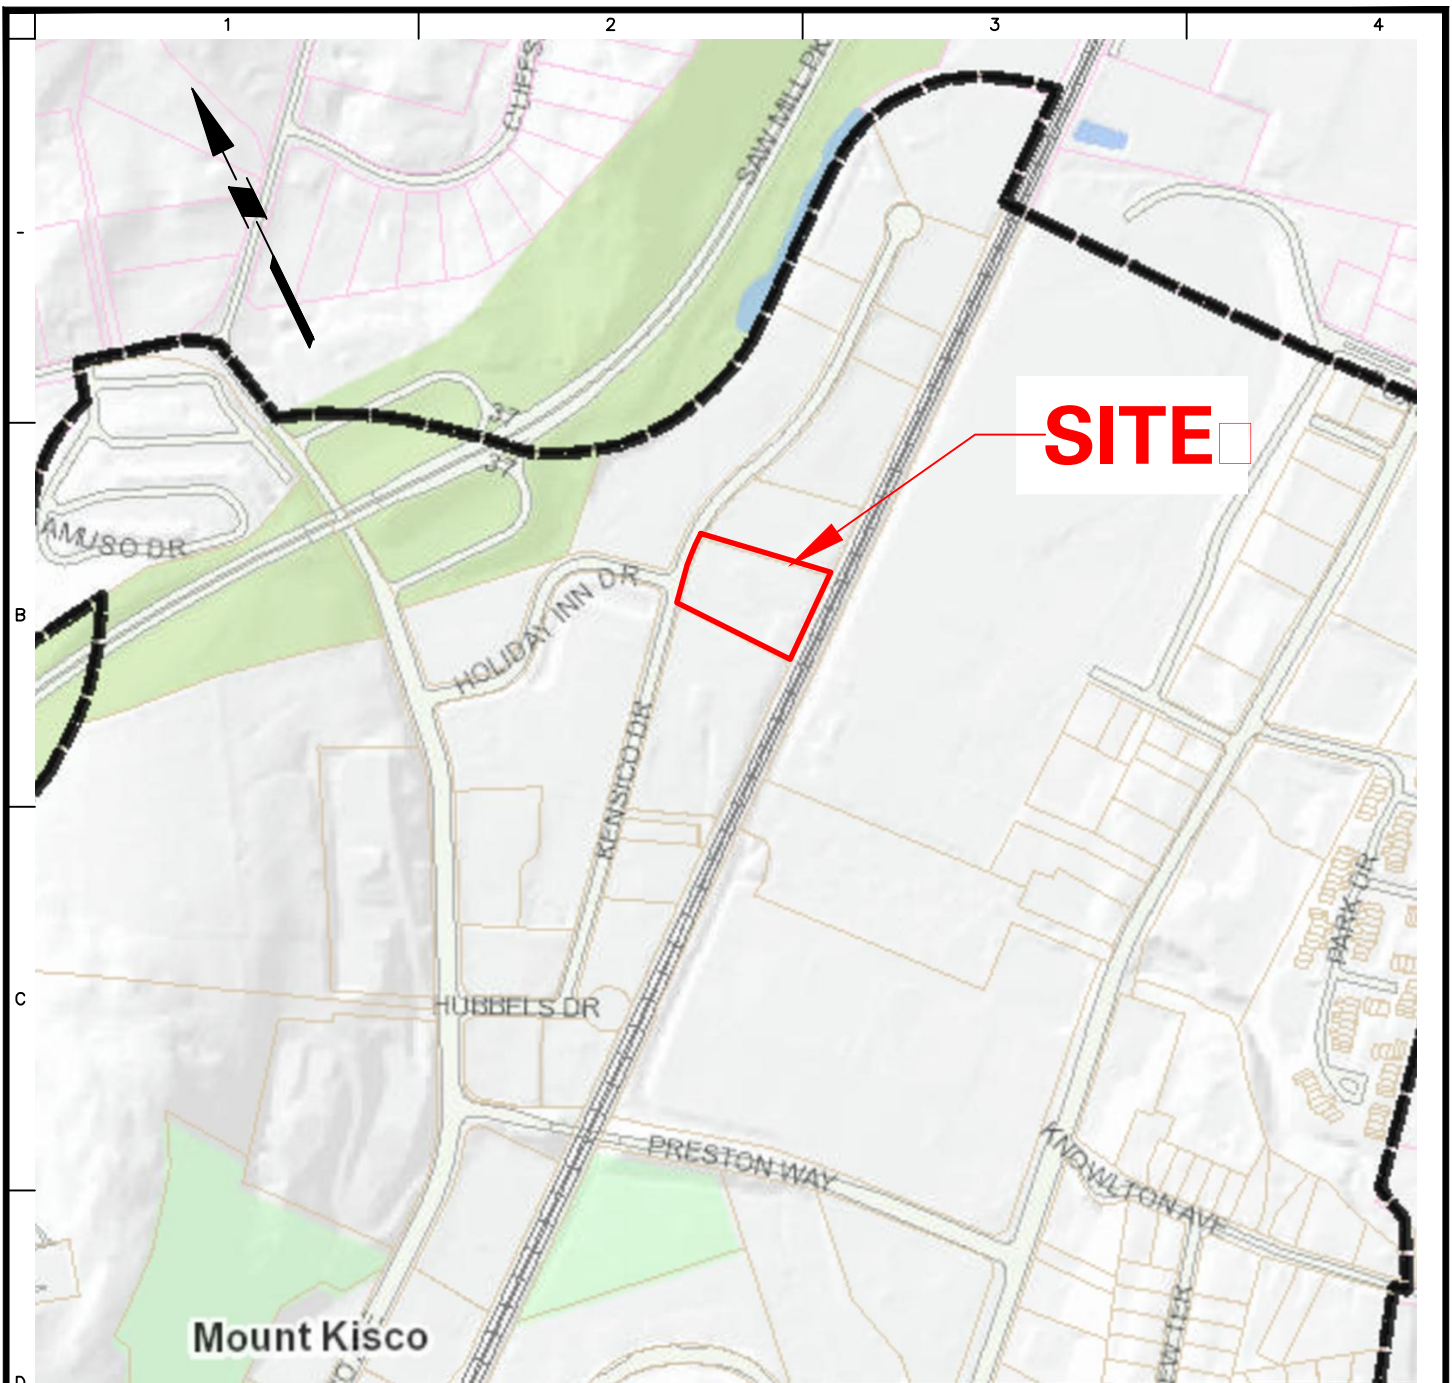 1
2
3
4
CLIFFS
SAW MILL PK
37
SITE
37
AMUSO DR
HOLIDAY INN DR
B
KENSICO DR
PARK DR
C
HUBBELS DR
PRESTON WAY
KNOWLTON AVE
Mount Kisco
D